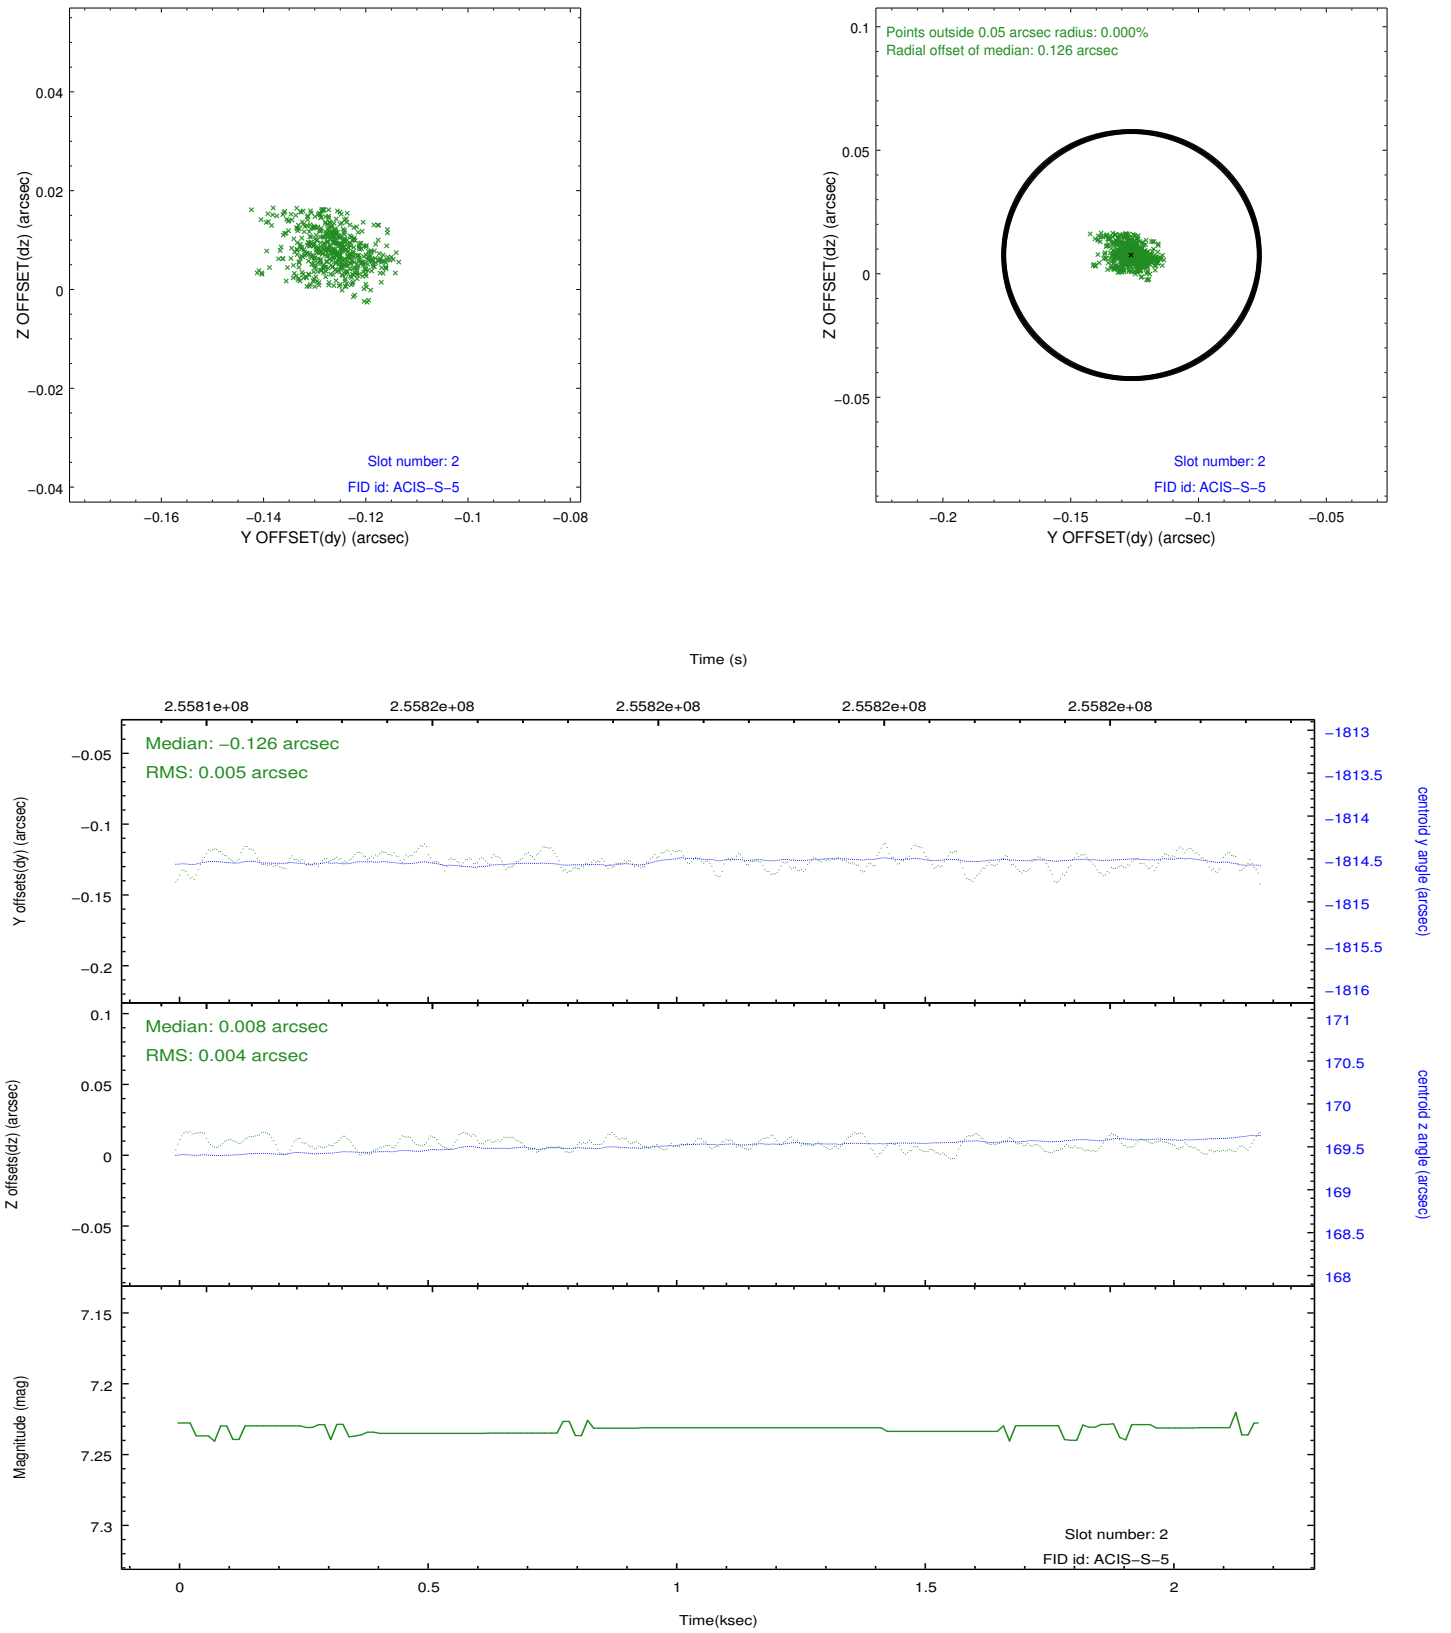 0.04
0.02
0
−0.02
−0.04
Z OFFSET(dz) (arcsec)
Slot number: 2
FID id: ACIS−S−5
−0.16
−0.14
−0.12
−0.1
−0.08
Y OFFSET(dy) (arcsec)
Points outside 0.05 arcsec radius: 0.000%
Radial offset of median: 0.126 arcsec
0.1
0.05
0
−0.05
Z OFFSET(dz) (arcsec)
Slot number: 2
FID id: ACIS−S−5
−0.2
−0.15
−0.1
−0.05
Y OFFSET(dy) (arcsec)
Time (s)
2.5581e+08
2.5582e+08
2.5582e+08
2.5582e+08
2.5582e+08
Median: −0.126 arcsec
RMS: 0.005 arcsec
−0.05
−0.1
−0.15
−0.2
Y offsets(dy) (arcsec)
−1813
−1813.5
−1814
−1814.5
−1815
−1815.5
−1816
centroid y angle (arcsec)
Median: 0.008 arcsec
RMS: 0.004 arcsec
0.1
0.05
0
−0.05
Z offsets(dz) (arcsec)
171
170.5
170
169.5
169
168.5
168
centroid z angle (arcsec)
7.15
7.2
7.25
7.3
Magnitude (mag)
Slot number: 2
FID id: ACIS−S−5
0
0.5
1
1.5
2
Time(ksec)